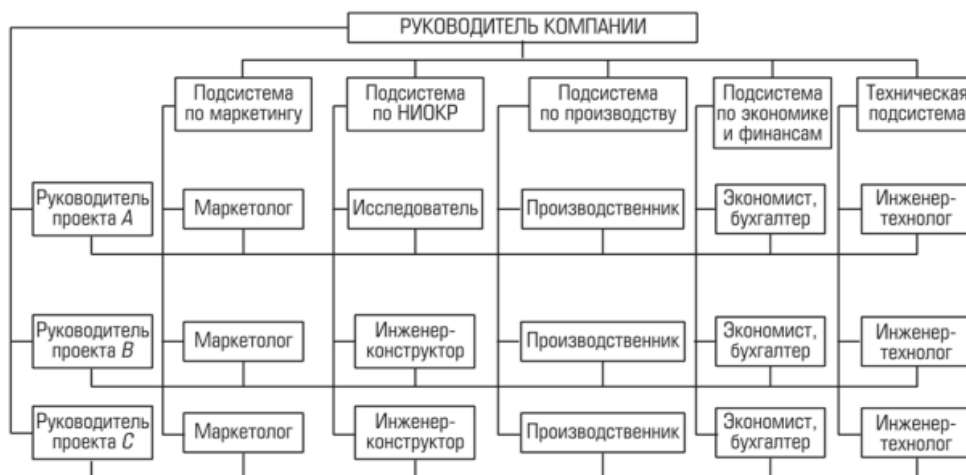 РУКОВОДИТЕЛЬ КОМПАНИИ
Подсистема
по маркетингу
Подсистема
по НИОКР
Подсистема
по производству
Подсистема
по экономике
и финансам
Техническая
подсистема
Руководитель
проекта А
Маркетолог
Исследователь
Производственник
Экономист,
бухгалтер
Инженер-
технолог
Руководитель
проекта В
Маркетолог
Инженер-
конструктор
Производственник
Экономист,
бухгалтер
Инженер-
технолог
Руководитель
проекта С
Маркетолог
Инженер-
конструктор
Производственник
Экономист,
бухгалтер
Инженер-
технолог